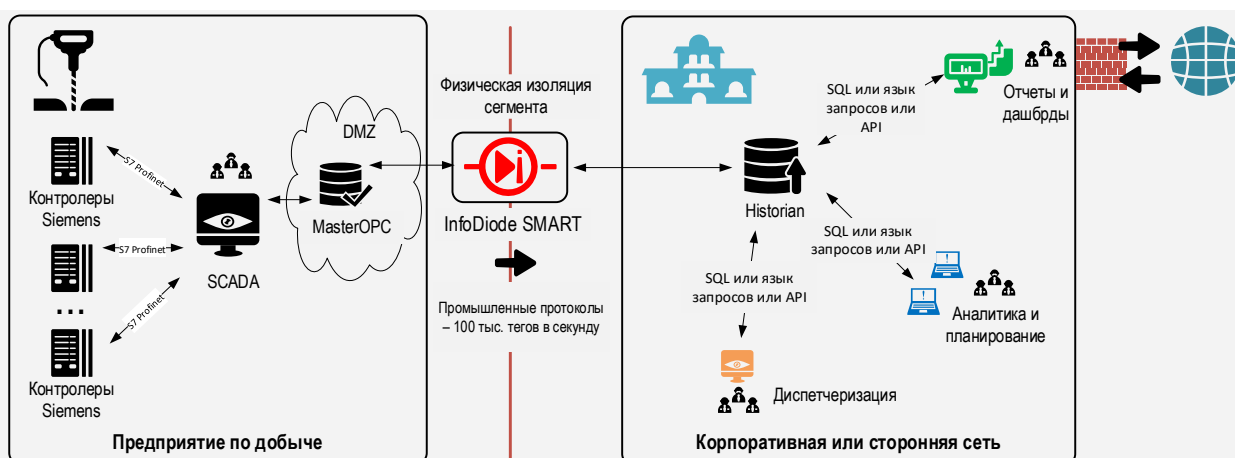 Контролеры
Siemens
S7 Profinet
S7 Profinet
...
S7 Profinet
Контролеры
Siemens
SCADA
DMZ
MasterOPC
Предприятие по добыче
Физическая изоляция
сегмента
InfoDiode SMART
Промышленные протоколы
– 100 тыс. тегов в секунду
Historian
SQL или язык
запросов или
API
Отчеты и
дашбрды
SQL или язык
запросов или API
Аналитика и
планирование
SQL или язык
запросов или API
Диспетчеризация
Корпоративная или сторонняя сеть